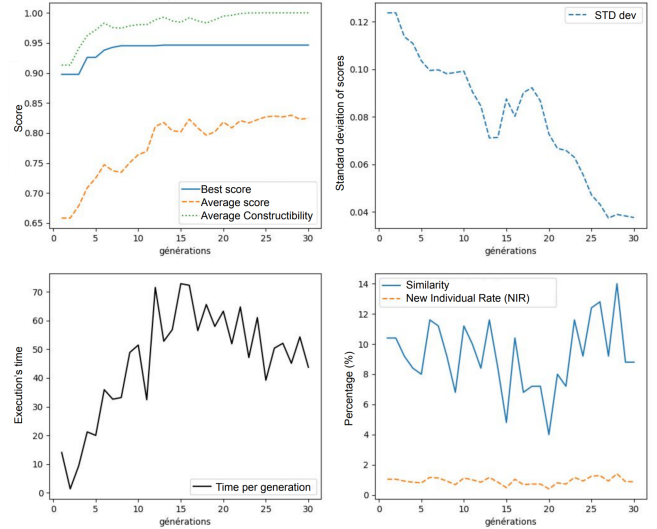 1.00
0.95
0.90
0.85
0.80
0.75
0.70
0.65
Score
Best score
Average score
Average Constructibility
0 5 10 15 20 25 30
générations
0.12
0.10
0.08
0.06
0.04
Standard deviation of scores
STD dev
0 5 10 15 20 25 30
générations
70
60
50
40
30
20
10
0
Execution's time
Time per generation
0 5 10 15 20 25 30
générations
14
12
10
8
6
4
2
0
Percentage (%)
Similarity
New Individual Rate (NIR)
0 5 10 15 20 25 30
générations